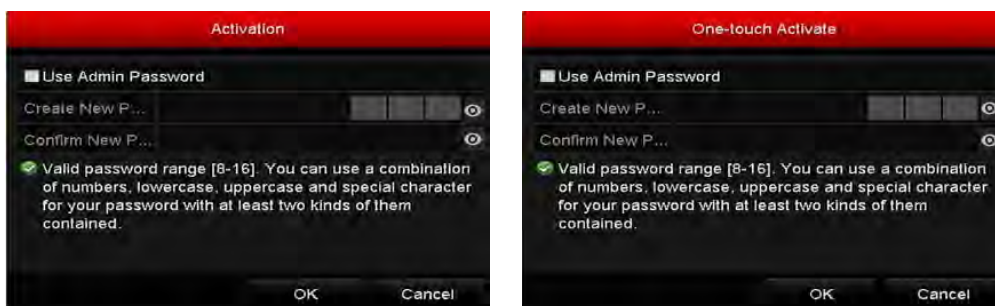 Activation
Use Admin Password
Create New P...
Confirm New P...
Valid password range [8-16]. You can use a combination
of numbers, lowercase, uppercase and special character
for your password with at least two kinds of them
contained.
OK Cancel
One-touch Activate
Use Admin Password
Create New P...
Confirm New P...
Valid password range [8-16]. You can use a combination
of numbers, lowercase, uppercase and special character
for your password with at least two kinds of them
contained.
OK Cancel